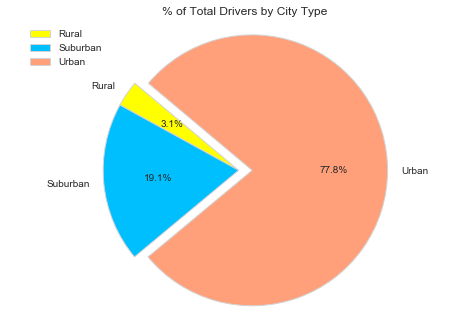 % of Total Drivers by City Type
Rural
Suburban
Urban
Rural
3.1%
Suburban
19.1%
77.8%
Urban